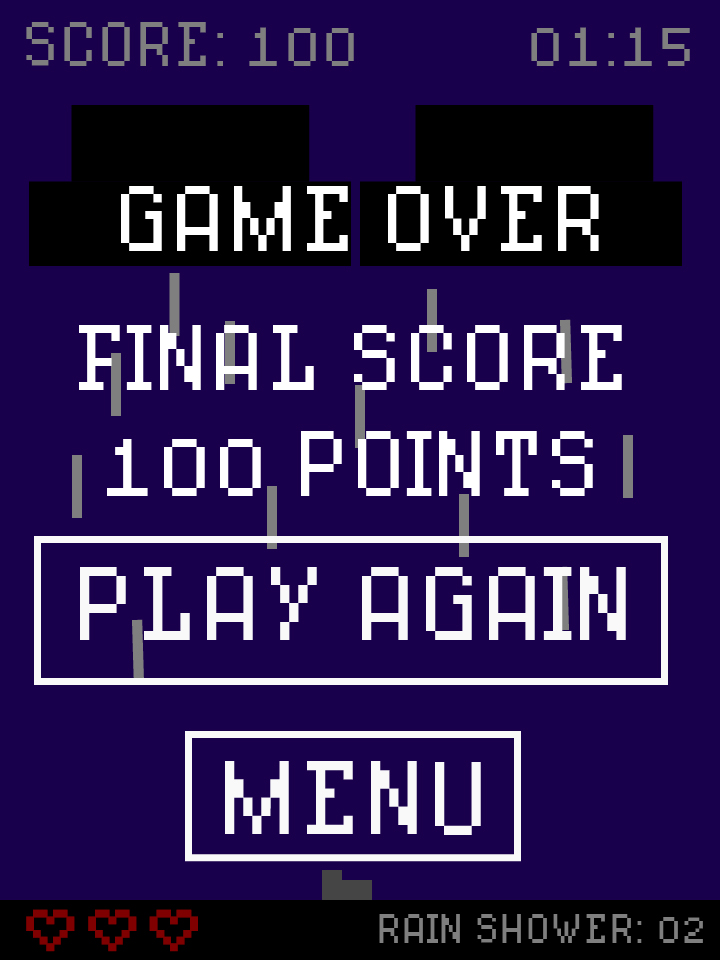 SCORE: 100 01:15
GAME OVER
FINAL SCORE
100 POINTS
PLAY AGAIN
MENU
RAIN SHOWER: 02